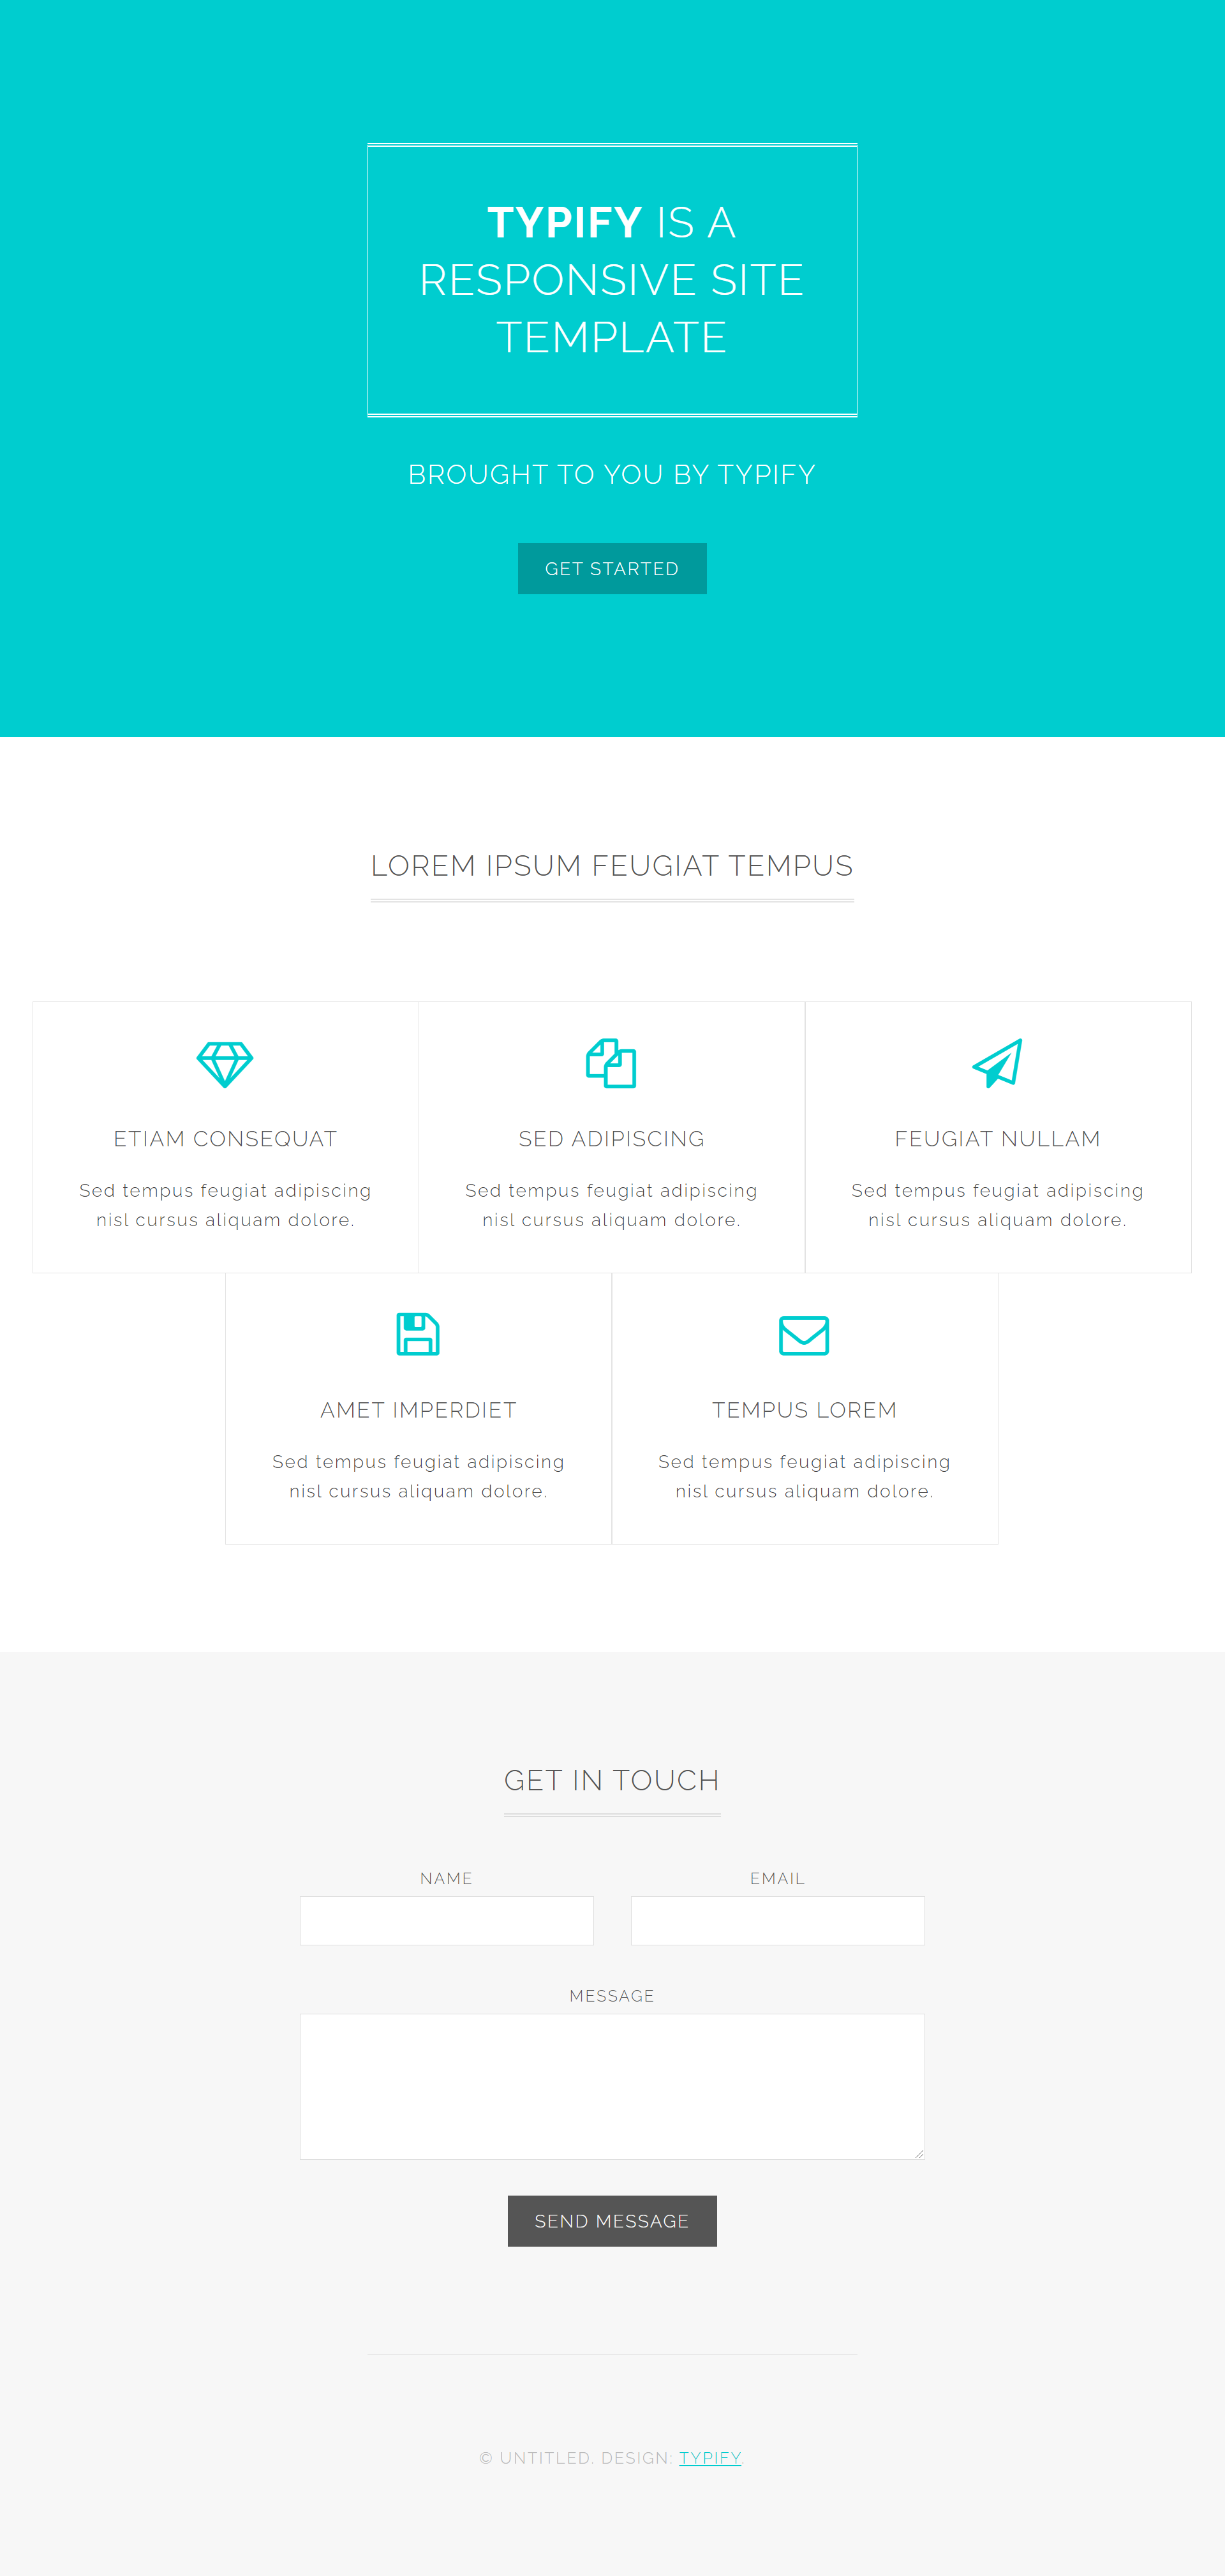 TYPIFY IS A
RESPONSIVE SITE
TEMPLATE
BROUGHT TO YOU BY TYPIFY
GET STARTED
LOREM IPSUM FEUGIAT TEMPUS
ETIAM CONSEQUAT
Sed tempus feugiat adipiscing
nisl cursus aliquam dolore.
SED ADIPISCING
Sed tempus feugiat adipiscing
nisl cursus aliquam dolore.
FEUGIAT NULLAM
Sed tempus feugiat adipiscing
nisl cursus aliquam dolore.
AMET IMPERDIET
Sed tempus feugiat adipiscing
nisl cursus aliquam dolore.
TEMPUS LOREM
Sed tempus feugiat adipiscing
nisl cursus aliquam dolore.
GET IN TOUCH
NAME
EMAIL
MESSAGE
SEND MESSAGE
© UNTITLED. DESIGN: TYPIFY.